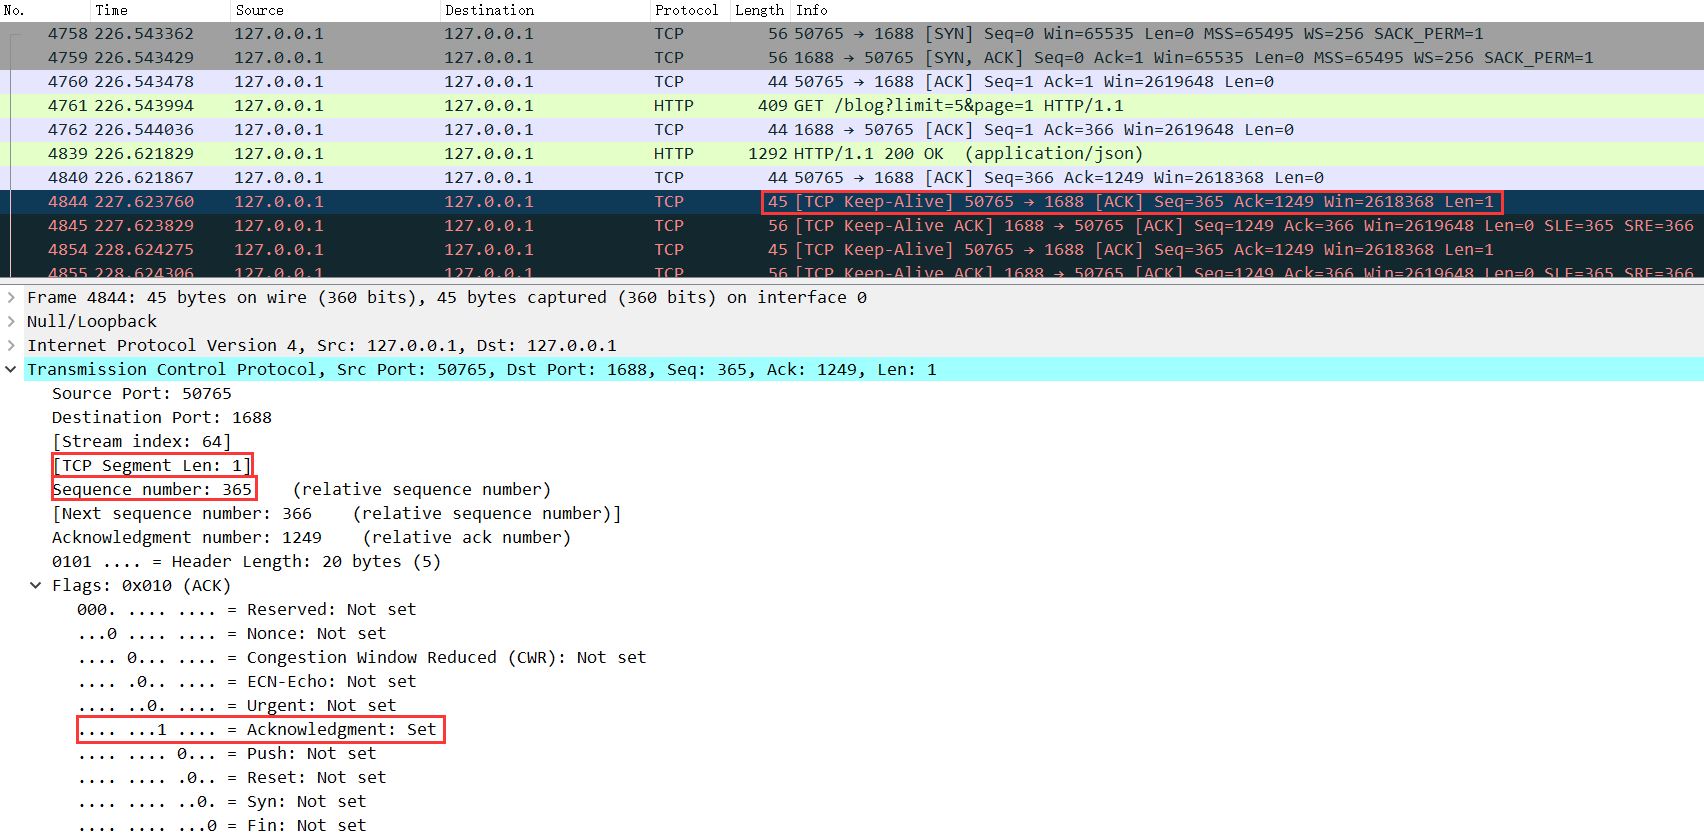 No. Time Source Destination Protocol Length Info
4758 226.543362 127.0.0.1 127.0.0.1 TCP 56 50765 → 1688 [SYN] Seq=0 Win=65535 Len=0 MSS=65495 WS=256 SACK_PERM=1
4759 226.543429 127.0.0.1 127.0.0.1 TCP 56 1688 → 50765 [SYN, ACK] Seq=0 Ack=1 Win=65535 Len=0 MSS=65495 WS=256 SACK_PERM=1
4760 226.543478 127.0.0.1 127.0.0.1 TCP 44 50765 → 1688 [ACK] Seq=1 Ack=1 Win=2619648 Len=0
4761 226.543994 127.0.0.1 127.0.0.1 HTTP 409 GET /blog?limit=5&page=1 HTTP/1.1
4762 226.544036 127.0.0.1 127.0.0.1 TCP 44 1688 → 50765 [ACK] Seq=1 Ack=366 Win=2619648 Len=0
4839 226.621829 127.0.0.1 127.0.0.1 HTTP 1292 HTTP/1.1 200 OK  (application/json)
4840 226.621867 127.0.0.1 127.0.0.1 TCP 44 50765 → 1688 [ACK] Seq=366 Ack=1249 Win=2618368 Len=0
4844 227.623760 127.0.0.1 127.0.0.1 TCP 45 [TCP Keep-Alive] 50765 → 1688 [ACK] Seq=365 Ack=1249 Win=2618368 Len=1
4845 227.623829 127.0.0.1 127.0.0.1 TCP 56 [TCP Keep-Alive ACK] 1688 → 50765 [ACK] Seq=1249 Ack=366 Win=2619648 Len=0 SLE=365 SRE=366
4854 228.624275 127.0.0.1 127.0.0.1 TCP 45 [TCP Keep-Alive] 50765 → 1688 [ACK] Seq=365 Ack=1249 Win=2618368 Len=1
4855 228.624306 127.0.0.1 127.0.0.1 TCP 56 [TCP Keep-Alive ACK] 1688 → 50765 [ACK] Seq=1249 Ack=366 Win=2619648 Len=0 SLE=365 SRE=366
Frame 4844: 45 bytes on wire (360 bits), 45 bytes captured (360 bits) on interface 0
Null/Loopback
Internet Protocol Version 4, Src: 127.0.0.1, Dst: 127.0.0.1
Transmission Control Protocol, Src Port: 50765, Dst Port: 1688, Seq: 365, Ack: 1249, Len: 1
Source Port: 50765
Destination Port: 1688
[Stream index: 64]
[TCP Segment Len: 1]
Sequence number: 365    (relative sequence number)
[Next sequence number: 366    (relative sequence number)]
Acknowledgment number: 1249    (relative ack number)
0101 .... = Header Length: 20 bytes (5)
Flags: 0x010 (ACK)
000. .... .... = Reserved: Not set
...0 .... .... = Nonce: Not set
.... 0... .... = Congestion Window Reduced (CWR): Not set
.... .0.. .... = ECN-Echo: Not set
.... ..0. .... = Urgent: Not set
.... ...1 .... = Acknowledgment: Set
.... .... 0... = Push: Not set
.... .... .0.. = Reset: Not set
.... .... ..0. = Syn: Not set
.... .... ...0 = Fin: Not set